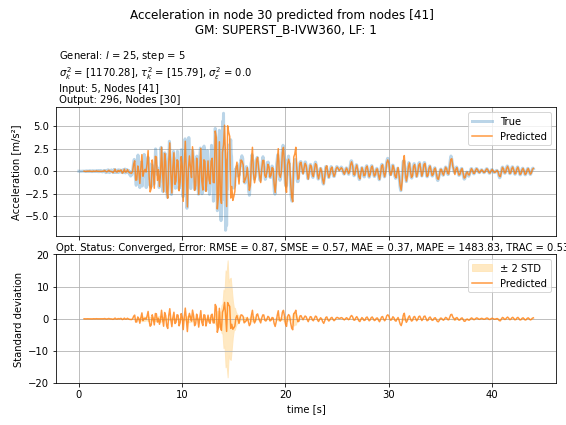 Acceleration in node 30 predicted from nodes [41]
GM: SUPERST_B-IVW360, LF: 1
General: l = 25, step = 5
σ²ₖ = [1170.28], τ²ₖ = [15.79], σ²ε = 0.0
Input: 5, Nodes [41]
Output: 296, Nodes [30]
Acceleration [m/s²]
5.0
2.5
0.0
−2.5
−5.0
True
Predicted
Opt. Status: Converged, Error: RMSE = 0.87, SMSE = 0.57, MAE = 0.37, MAPE = 1483.83, TRAC = 0.53
Standard deviation
20
10
0
−10
−20
± 2 STD
Predicted
0 10 20 30 40
time [s]